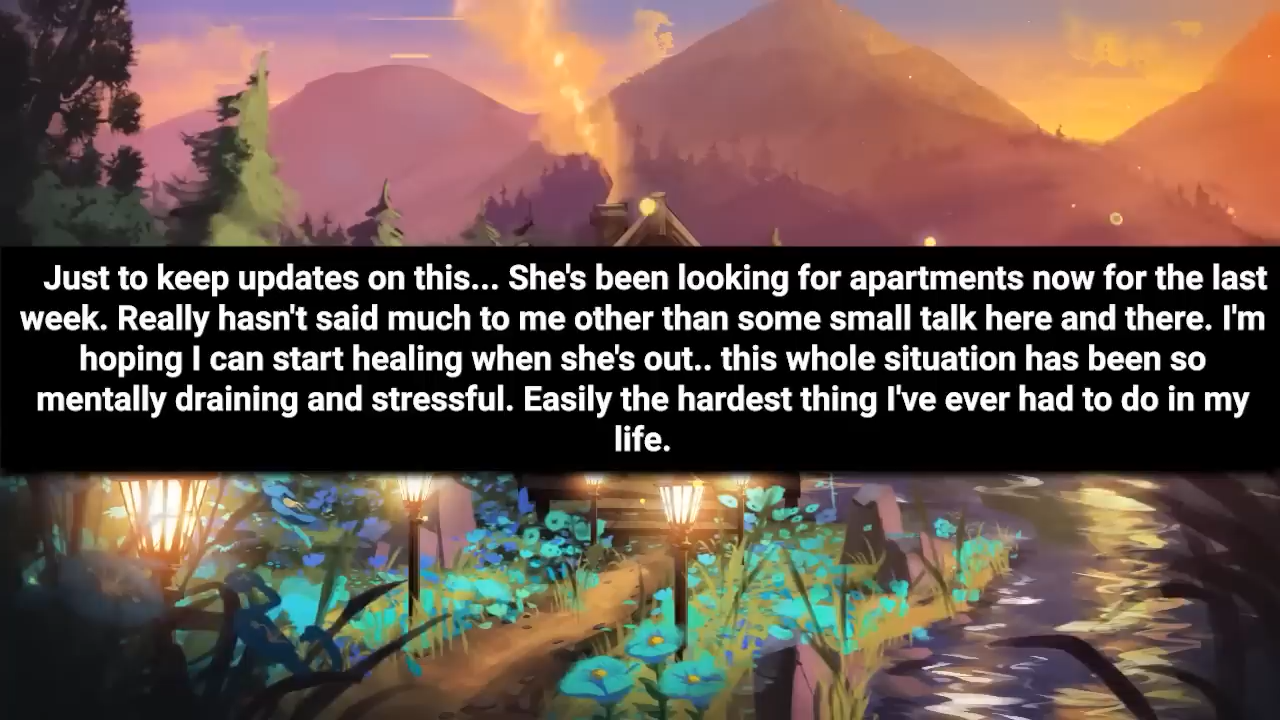 Just to keep updates on this... She's been looking for apartments now for the last
week. Really hasn't said much to me other than some small talk here and there. I'm
hoping I can start healing when she's out.. this whole situation has been so
mentally draining and stressful. Easily the hardest thing I've ever had to do in my
life.